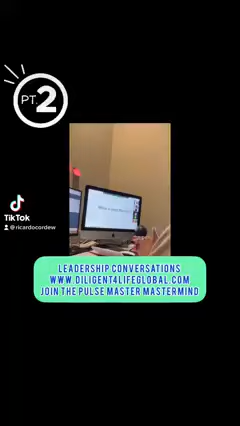 PT. 2
TikTok
@ricardocordew
LEADERSHIP CONVERSATIONS
WWW.DILIGENT4LIFEGLOBAL.COM
JOIN THE PULSE MASTER MASTERMIND